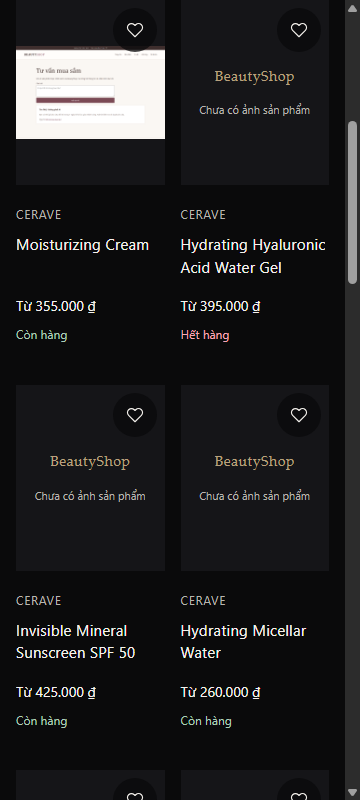 Tư vấn mua sắm
BeautyShop
Chưa có ảnh sản phẩm
CERAVE
Moisturizing Cream
Từ 355.000 ₫
Còn hàng
CERAVE
Hydrating Hyaluronic
Acid Water Gel
Từ 395.000 ₫
Hết hàng
BeautyShop
Chưa có ảnh sản phẩm
BeautyShop
Chưa có ảnh sản phẩm
CERAVE
Invisible Mineral
Sunscreen SPF 50
Từ 425.000 ₫
Còn hàng
CERAVE
Hydrating Micellar
Water
Từ 260.000 ₫
Còn hàng